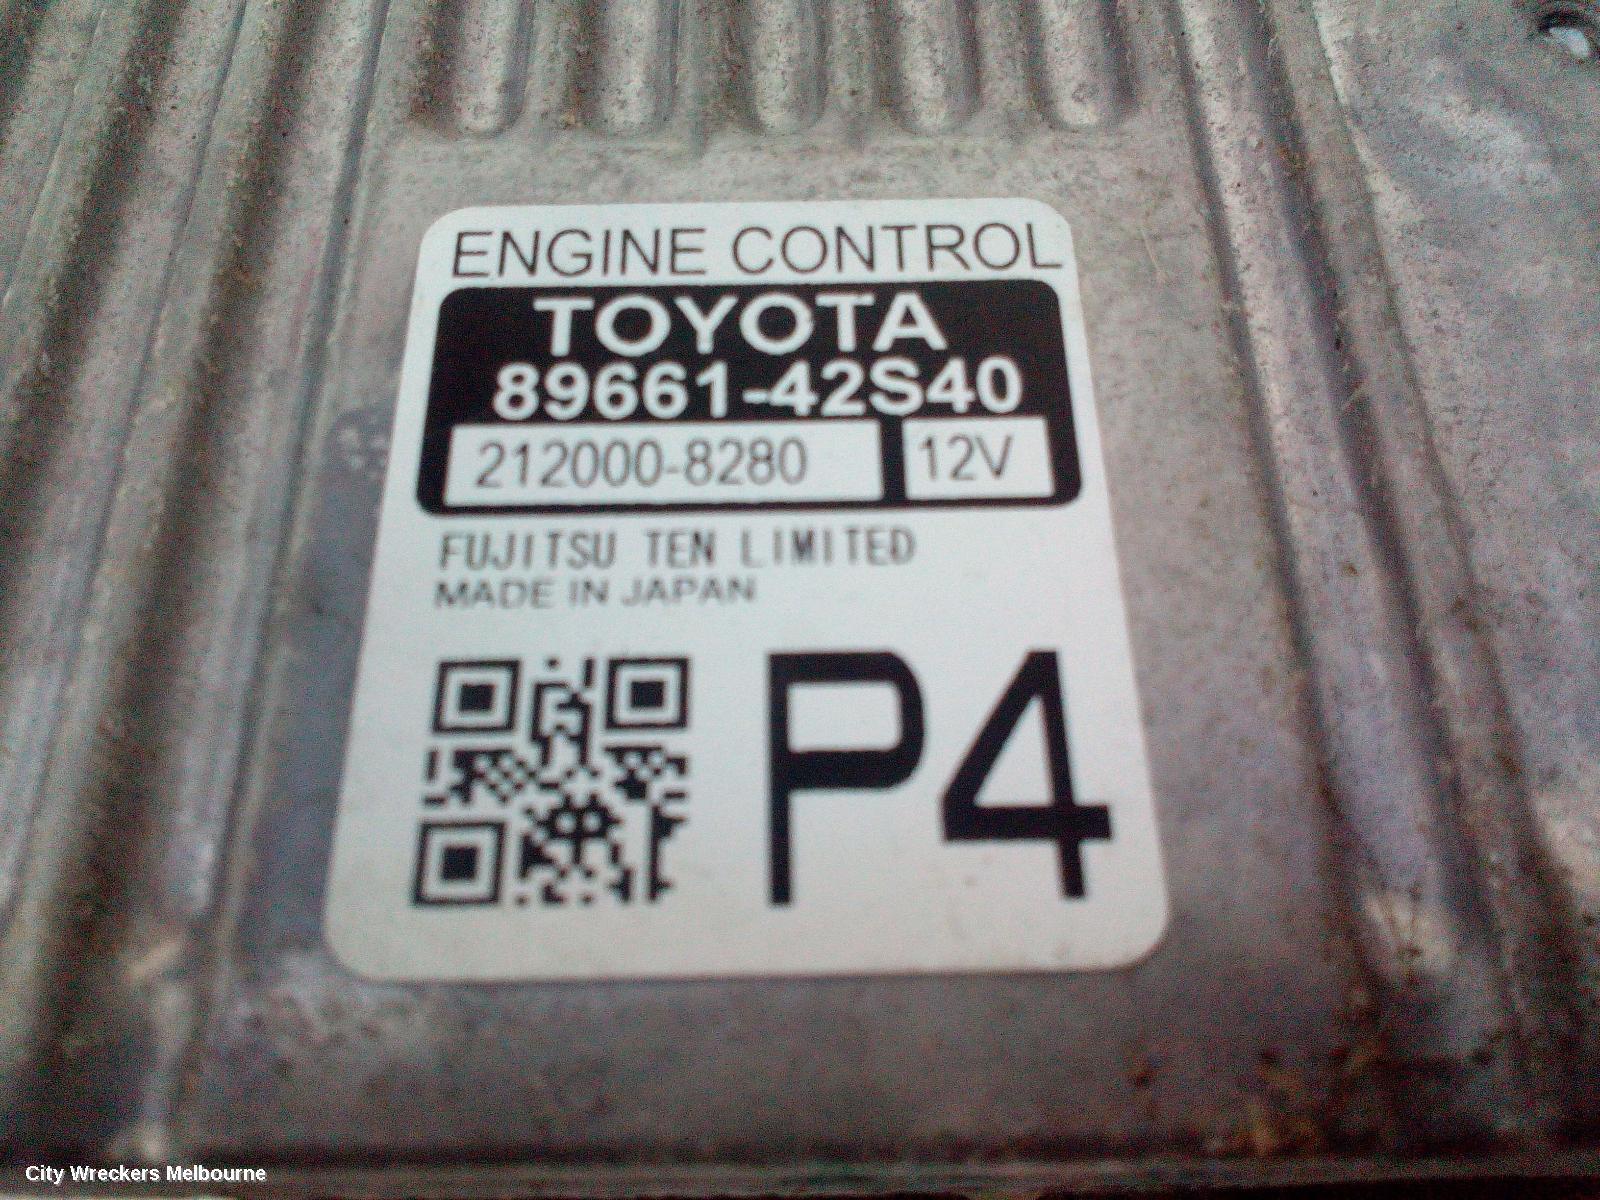 ENGINE CONTROL
TOYOTA
89661-42S40
212000-8280 12V
FUJITSU TEN LIMITED
MADE IN JAPAN
P4
City Wreckers Melbourne